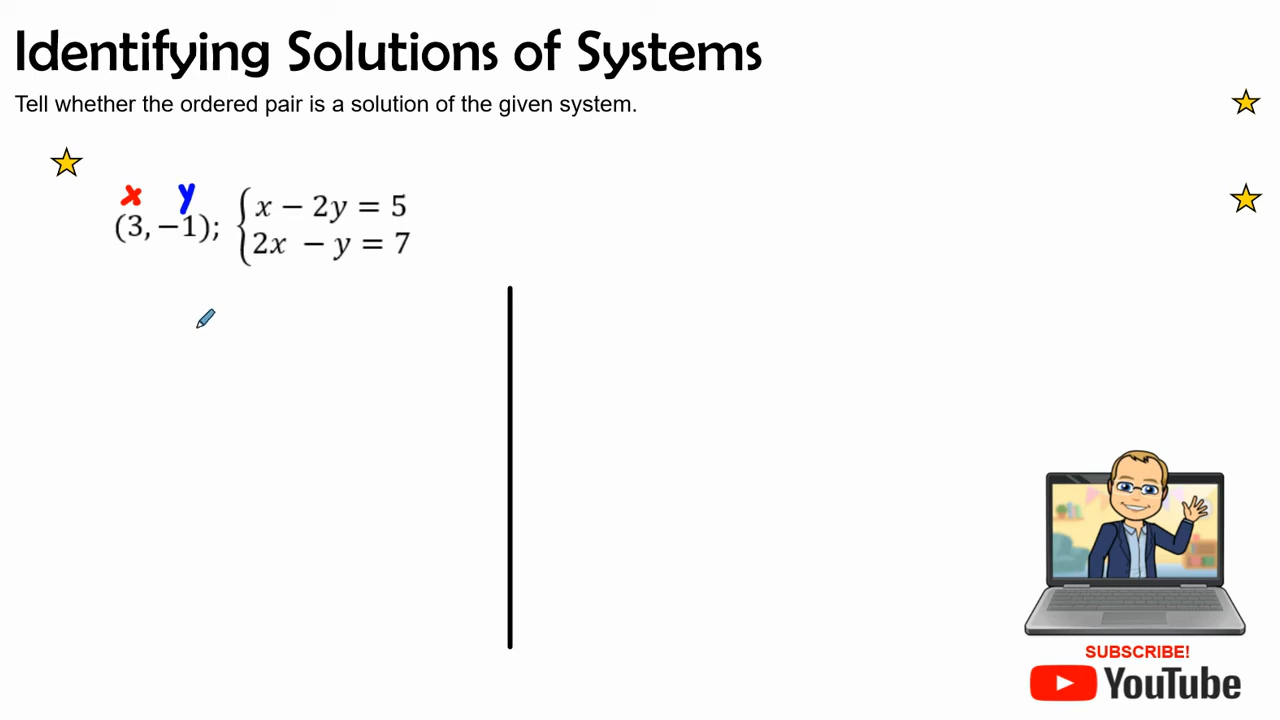 Identifying Solutions of Systems
Tell whether the ordered pair is a solution of the given system.
x y
(3, −1); { x − 2y = 5
2x − y = 7
SUBSCRIBE!
YouTube